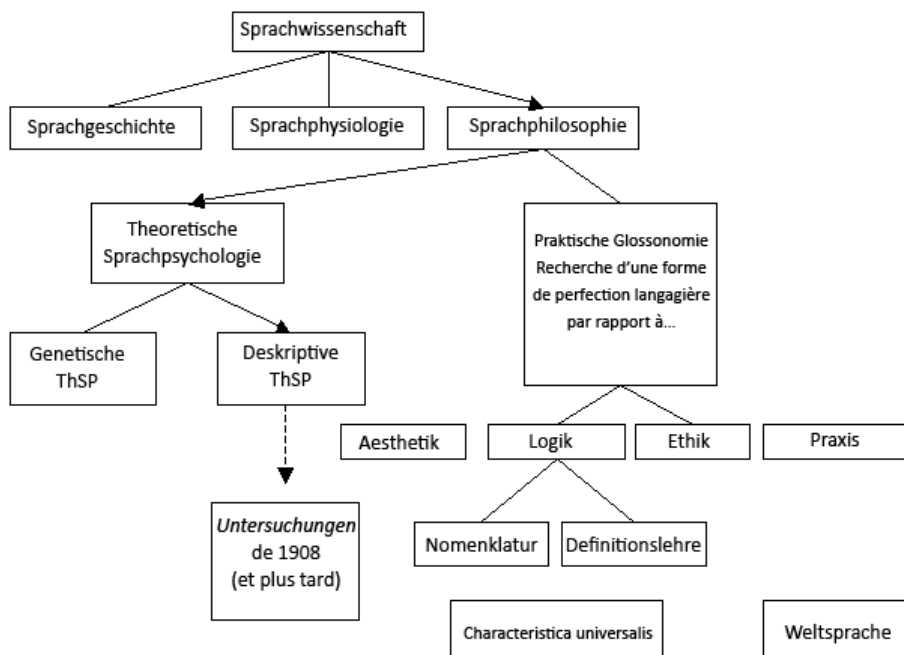 Sprachwissenschaft
Sprachgeschichte
Sprachphysiologie
Sprachphilosophie
Theoretische
Sprachpsychologie
Praktische Glossonomie
Recherche d'une forme
de perfection langagière
par rapport à...
Genetische
ThSP
Deskriptive
ThSP
Aesthetik
Logik
Ethik
Praxis
Untersuchungen
de 1908
(et plus tard)
Nomenklatur
Definitionslehre
Characteristica universalis
Weltsprache